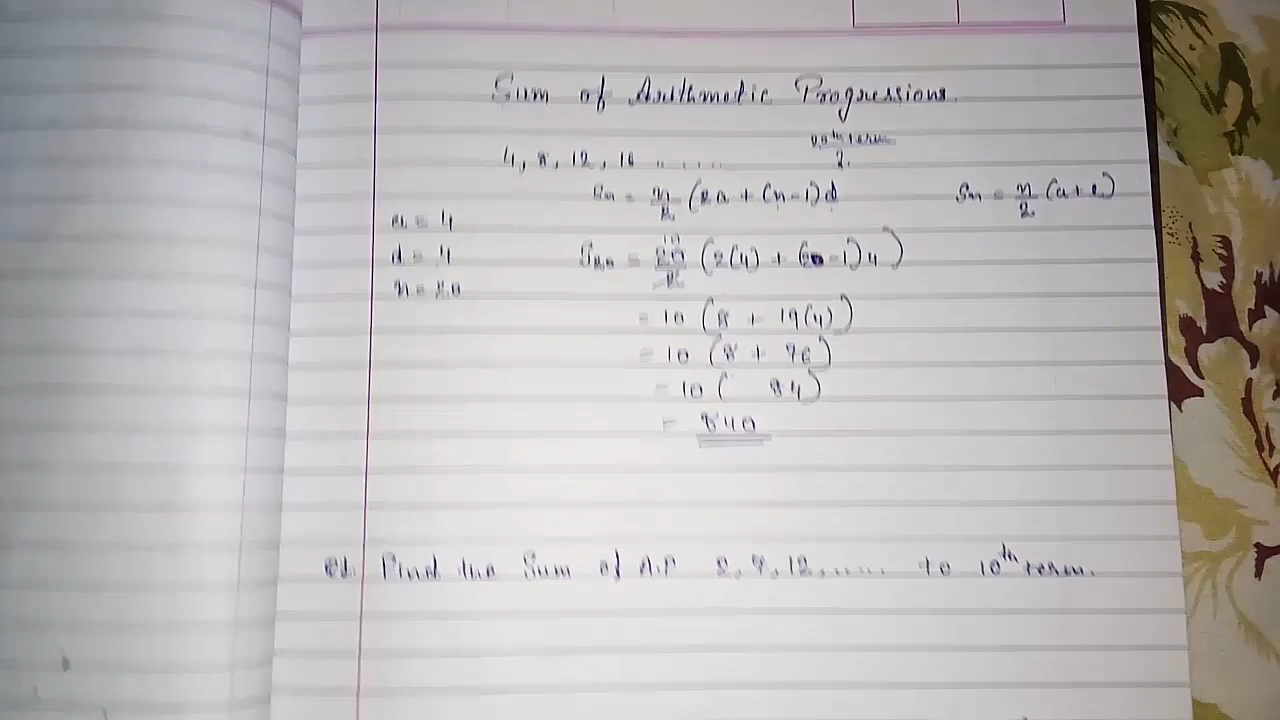 Sum of Arithmetic Progressions.
4, 8, 12, 16 ........ 20th term
?
Sn = n/2 (2a + (n-1)d Sn = n/2 (a+l)
a = 4
d = 4 S20 = 20/2 (2(4) + (20-1)4) 10
n = 20
= 10 (8 + 19(4))
= 10 (8 + 76)
= 10 ( 84)
= 840
Q1. Find the Sum of A.P 2, 7, 12, ..... to 10th term.